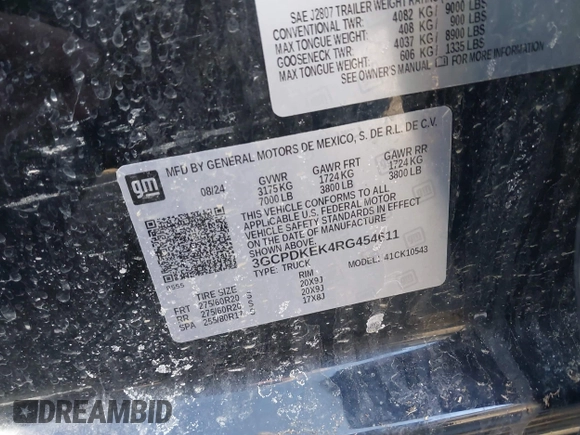 SAE J2807 TRAILER WEIGHT RATING
CONVENTIONAL TWR: 4082 KG / 9000 LBS
MAX TONGUE WEIGHT: 408 KG / 900 LBS
GOOSENECK TWR: 4037 KG / 8900 LBS
MAX TONGUE WEIGHT: 606 KG / 1335 LBS
SEE OWNER'S MANUAL FOR MORE INFORMATION
gm
MFD BY GENERAL MOTORS DE MEXICO, S. DE R.L. DE C.V.
08/24 GVWR GAWR FRT GAWR RR
3175 KG 1724 KG 1724 KG
7000 LB 3800 LB 3800 LB
THIS VEHICLE CONFORMS TO ALL
APPLICABLE U.S. FEDERAL MOTOR
VEHICLE SAFETY STANDARDS IN EFFECT
ON THE DATE OF MANUFACTURE
SHOWN ABOVE.
3GCPDKEK4RG454611
TYPE: TRUCK 41CK10543
TIRE SIZE RIM
FRT 275/60R20 20X9J
RR 275/60R20 20X9J
SPA 255/80R17 17X8J
DREAMBID